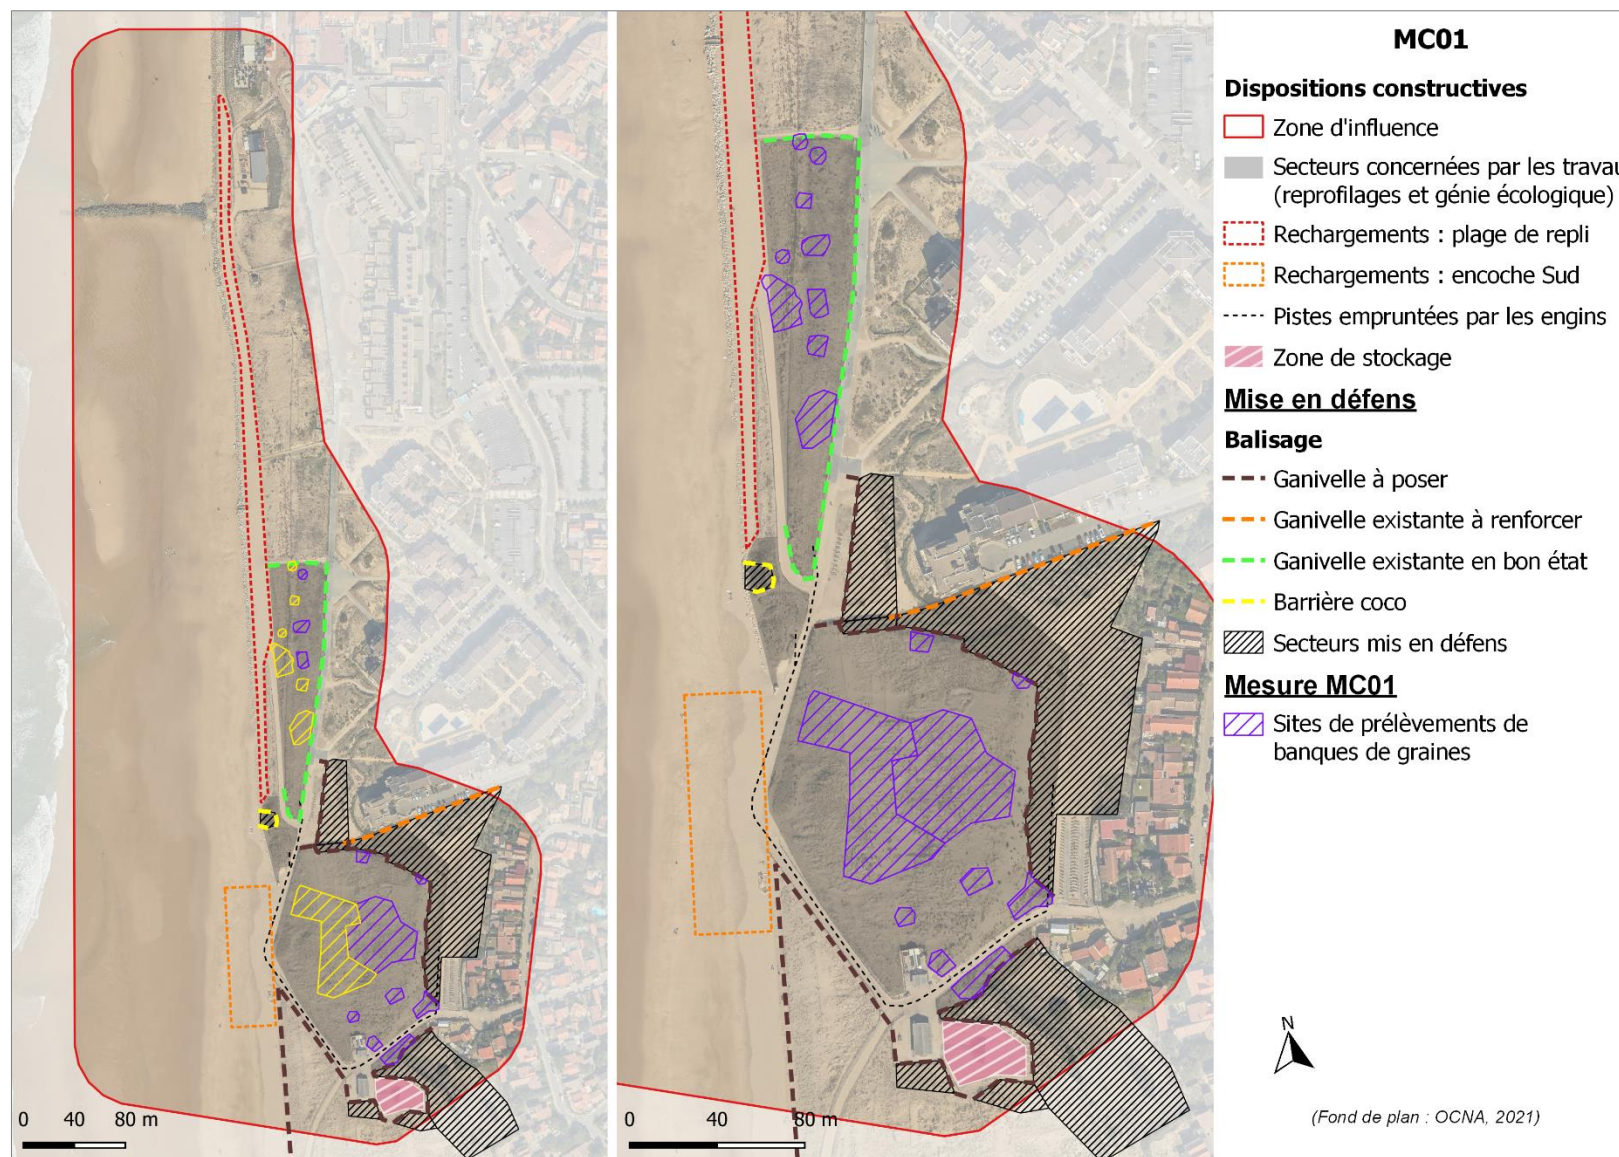 MC01
Dispositions constructives
Zone d'influence
Secteurs concernées par les travau
(reprofilages et génie écologique)
Rechargements : plage de repli
Rechargements : encoche Sud
Pistes empruntées par les engins
Zone de stockage
Mise en défens
Balisage
Ganivelle à poser
Ganivelle existante à renforcer
Ganivelle existante en bon état
Barrière coco
Secteurs mis en défens
Mesure MC01
Sites de prélèvements de
banques de graines
N
(Fond de plan : OCNA, 2021)
0 40 80 m
0 40 80 m